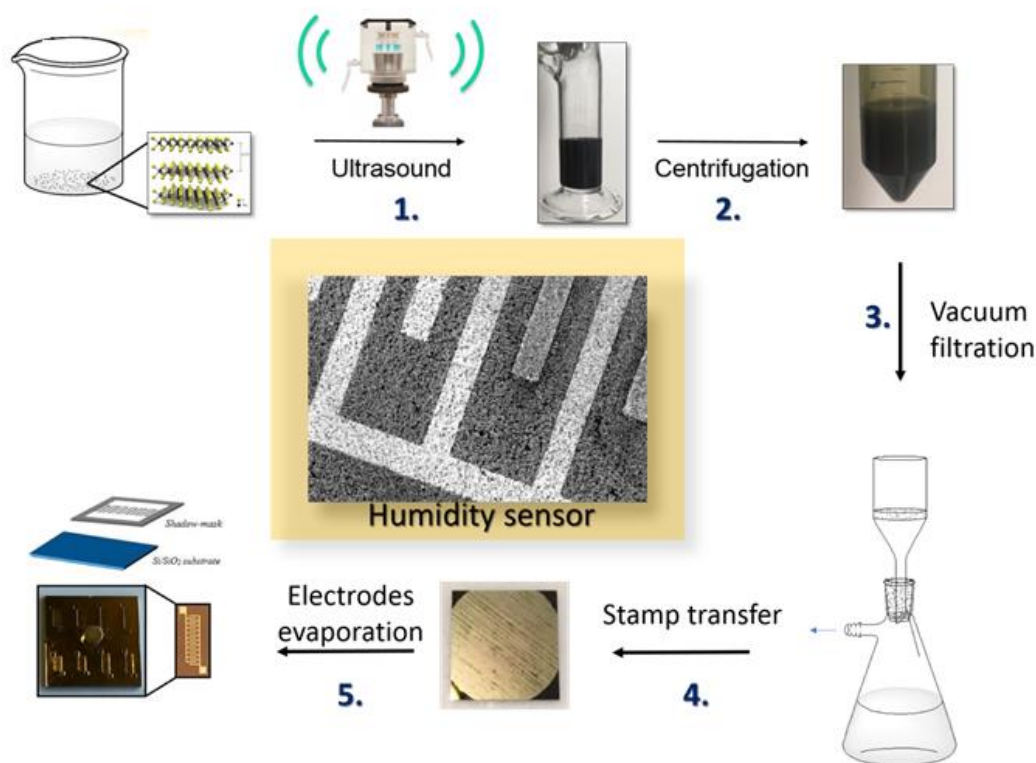 Ultrasound
1.
Centrifugation
2.
3.
Vacuum
filtration
Humidity sensor
Shadow-mask
Si/SiO₂ substrate
Electrodes
evaporation
5.
Stamp transfer
4.